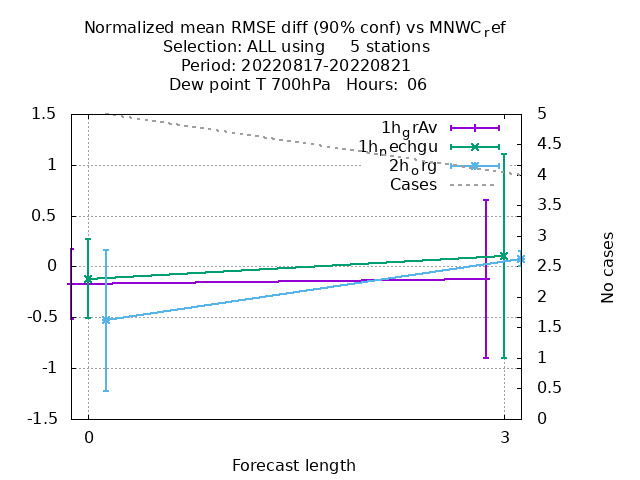 Normalized mean RMSE diff (90% conf) vs MNWC_ref
Selection: ALL using 5 stations
Period: 20220817-20220821
Dew point T 700hPa Hours: 06
1h_grAv
1h_nechgu
2h_org
Cases
1.5
1
0.5
0
-0.5
-1
-1.5
5
4.5
4
3.5
3
2.5
2
1.5
1
0.5
0
No cases
0
3
Forecast length